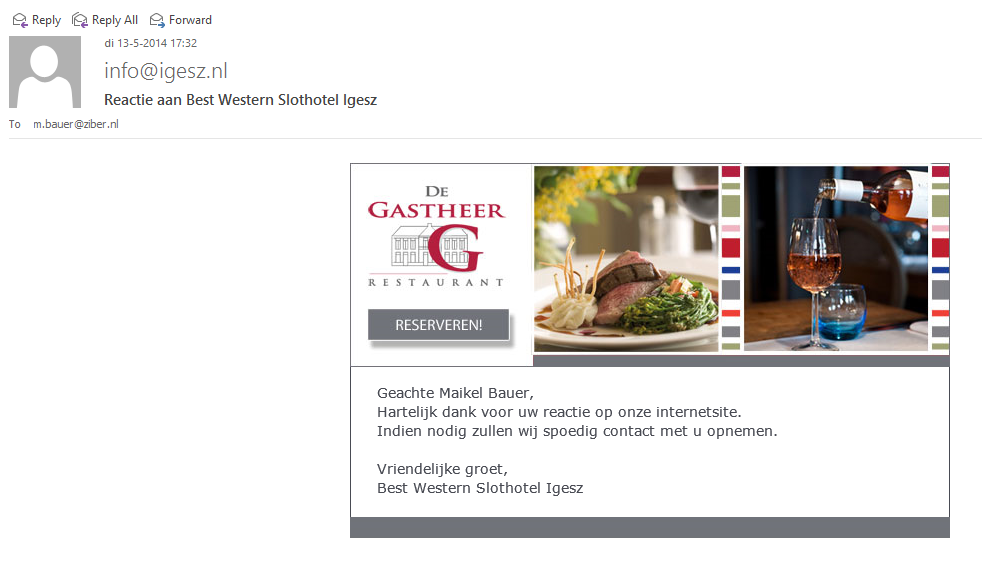 Reply Reply All Forward
di 13-5-2014 17:32
info@igesz.nl
Reactie aan Best Western Slothotel Igesz
To m.bauer@ziber.nl
DE
GASTHEER
G
RESTAURANT
RESERVEREN!
Geachte Maikel Bauer,
Hartelijk dank voor uw reactie op onze internetsite.
Indien nodig zullen wij spoedig contact met u opnemen.
Vriendelijke groet,
Best Western Slothotel Igesz